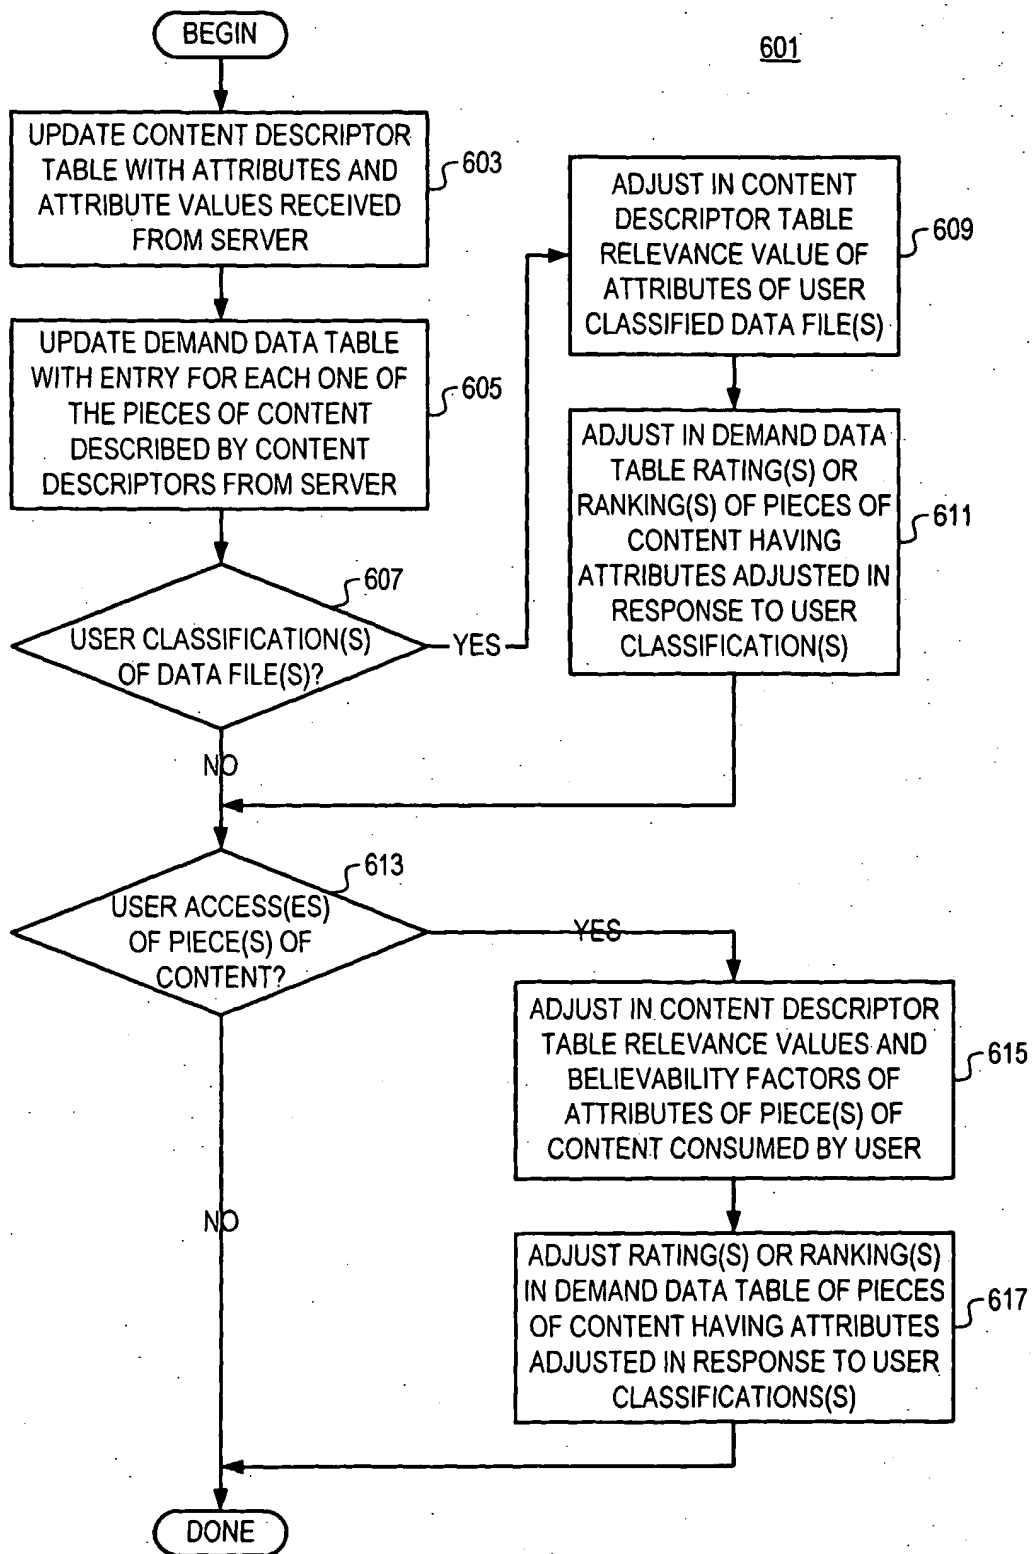 BEGIN
601
UPDATE CONTENT DESCRIPTOR
TABLE WITH ATTRIBUTES AND
ATTRIBUTE VALUES RECEIVED
FROM SERVER
603
UPDATE DEMAND DATA TABLE
WITH ENTRY FOR EACH ONE OF
THE PIECES OF CONTENT
DESCRIBED BY CONTENT
DESCRIPTORS FROM SERVER
605
607
USER CLASSIFICATION(S)
OF DATA FILE(S)?
YES
NO
ADJUST IN CONTENT
DESCRIPTOR TABLE
RELEVANCE VALUE OF
ATTRIBUTES OF USER
CLASSIFIED DATA FILE(S)
609
ADJUST IN DEMAND DATA
TABLE RATING(S) OR
RANKING(S) OF PIECES OF
CONTENT HAVING
ATTRIBUTES ADJUSTED IN
RESPONSE TO USER
CLASSIFICATION(S)
611
613
USER ACCESS(ES)
OF PIECE(S) OF
CONTENT?
YES
NO
ADJUST IN CONTENT DESCRIPTOR
TABLE RELEVANCE VALUES AND
BELIEVABILITY FACTORS OF
ATTRIBUTES OF PIECE(S) OF
CONTENT CONSUMED BY USER
615
ADJUST RATING(S) OR RANKING(S)
IN DEMAND DATA TABLE OF PIECES
OF CONTENT HAVING ATTRIBUTES
ADJUSTED IN RESPONSE TO USER
CLASSIFICATIONS(S)
617
DONE